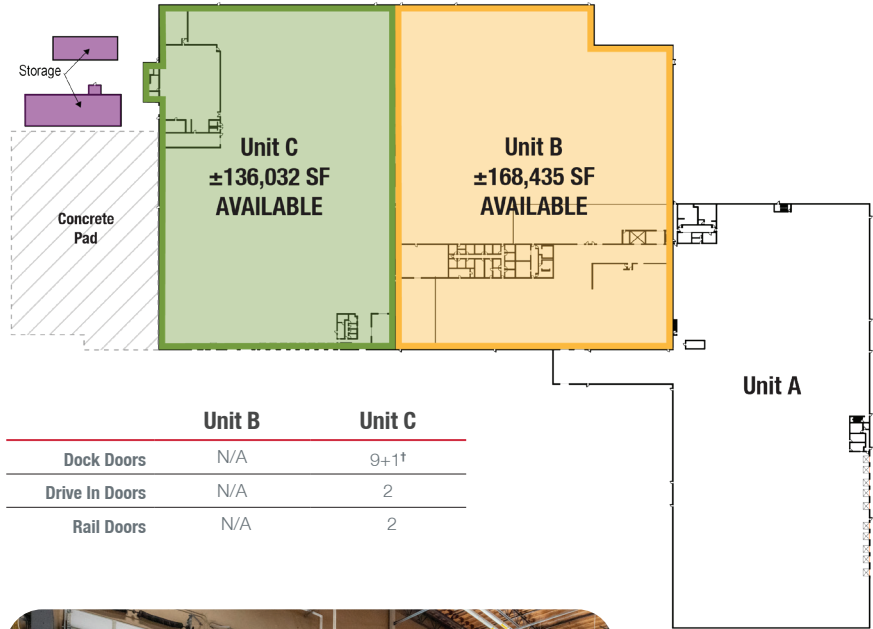 Storage
Concrete
Pad
Unit C
±136,032 SF
AVAILABLE
Unit B
±168,435 SF
AVAILABLE
Unit A
Unit B Unit C
Dock Doors N/A 9+1†
Drive In Doors N/A 2
Rail Doors N/A 2